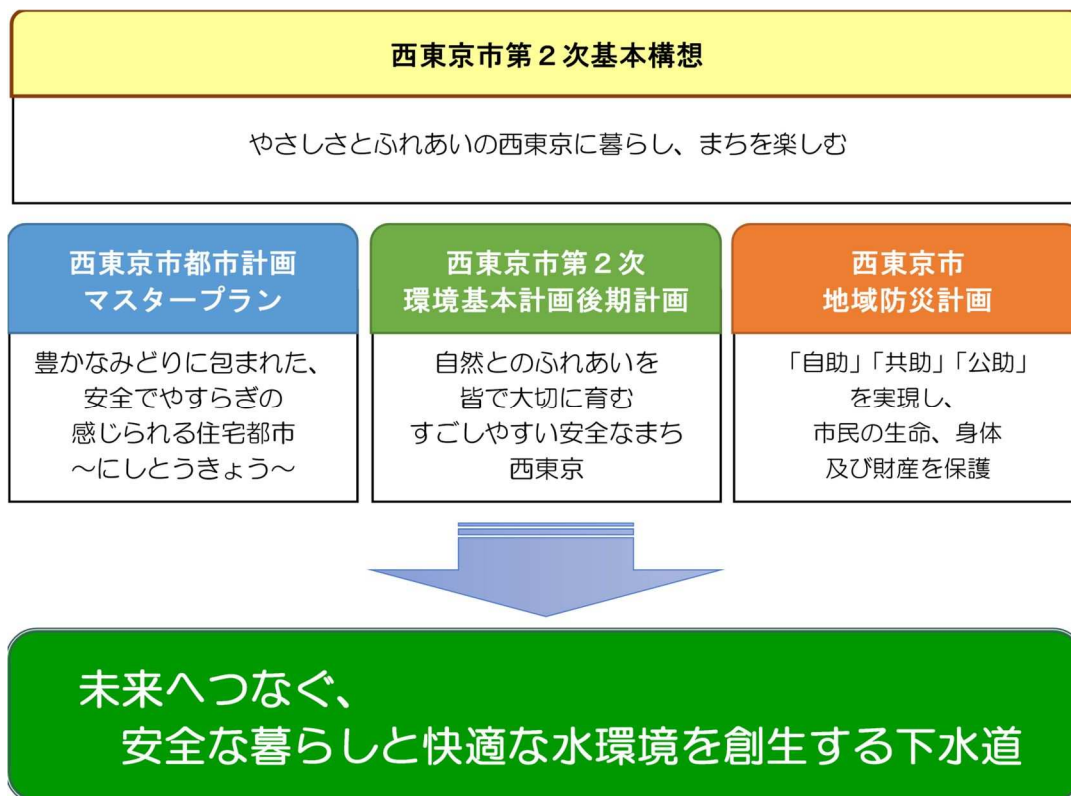 西東京市第２次基本構想
やさしさとふれあいの西東京に暮らし、まちを楽しむ
西東京市都市計画
マスタープラン
豊かなみどりに包まれた、
安全でやすらぎの
感じられる住宅都市
～にしとうきょう～
西東京市第２次
環境基本計画後期計画
自然とのふれあいを
皆で大切に育む
すごしやすい安全なまち
西東京
西東京市
地域防災計画
「自助」「共助」「公助」
を実現し、
市民の生命、身体
及び財産を保護
未来へつなぐ、
安全な暮らしと快適な水環境を創生する下水道